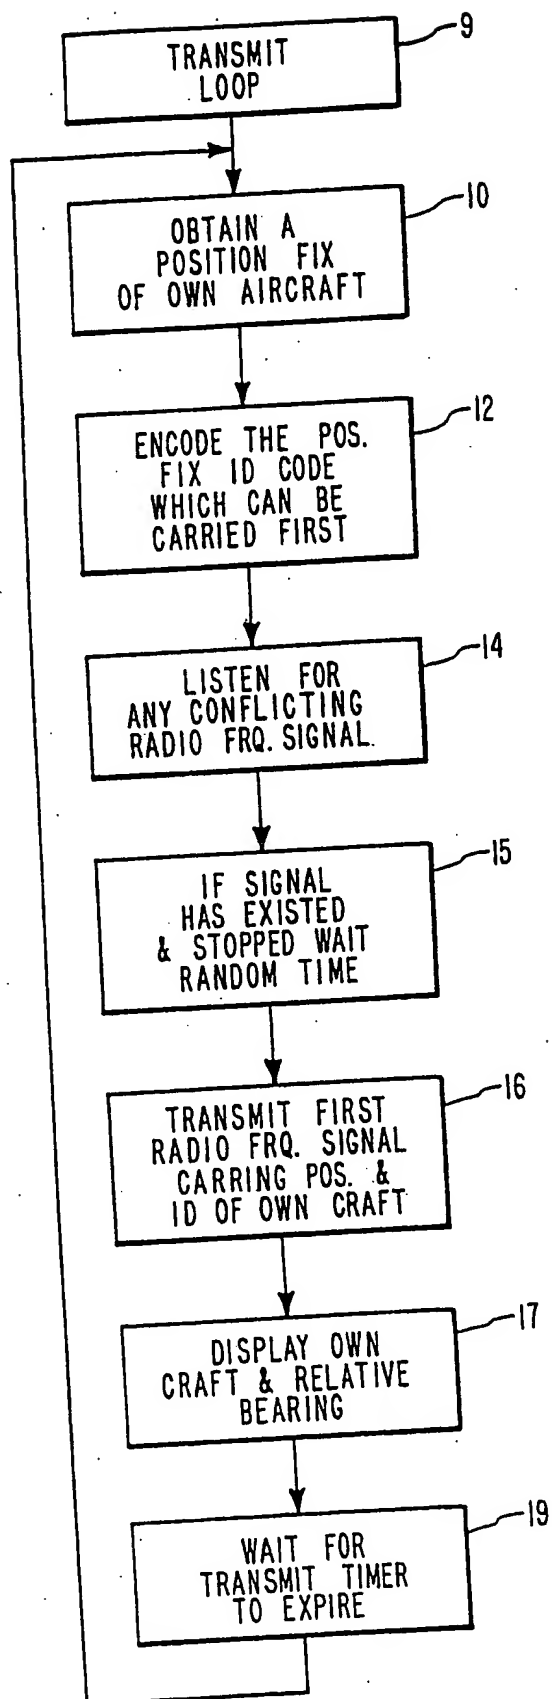 9
TRANSMIT
LOOP
10
OBTAIN A
POSITION FIX
OF OWN AIRCRAFT
12
ENCODE THE POS.
FIX ID CODE
WHICH CAN BE
CARRIED FIRST
14
LISTEN FOR
ANY CONFLICTING
RADIO FRQ. SIGNAL.
15
IF SIGNAL
HAS EXISTED
& STOPPED WAIT
RANDOM TIME
16
TRANSMIT FIRST
RADIO FRQ. SIGNAL
CARRING POS. &
ID OF OWN CRAFT
17
DISPLAY OWN
CRAFT & RELATIVE
BEARING
19
WAIT FOR
TRANSMIT TIMER
TO EXPIRE